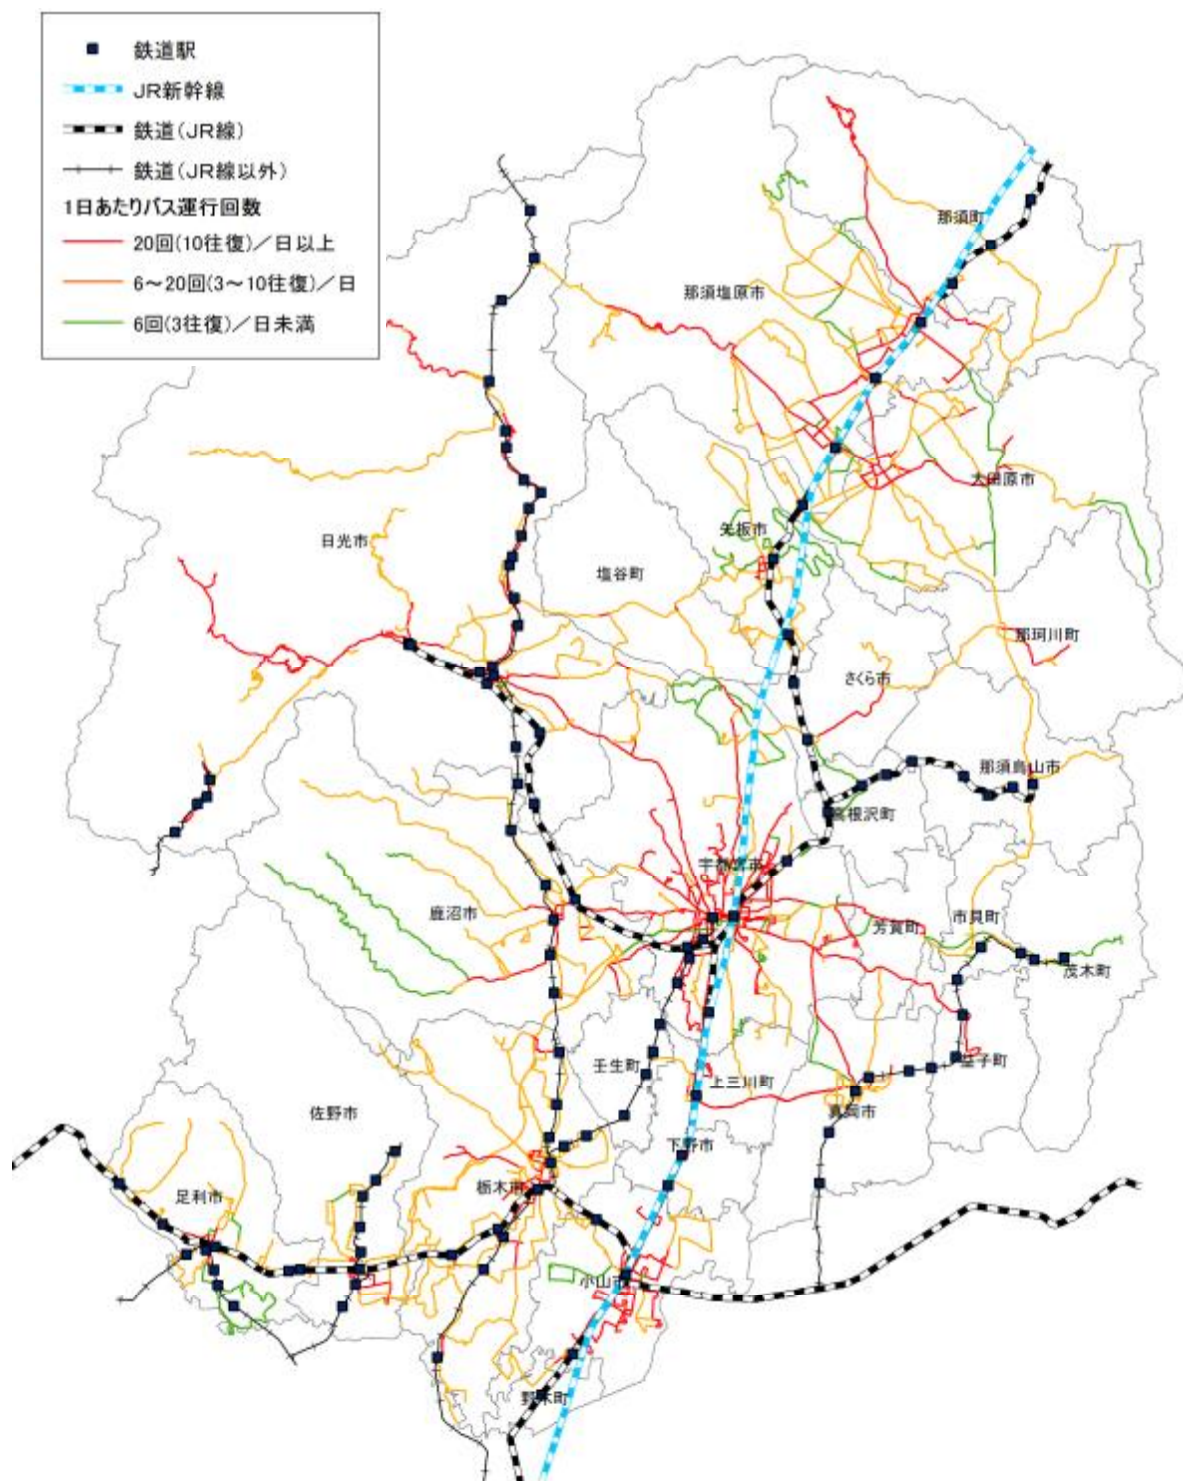 鉄道駅
JR新幹線
鉄道(JR線)
鉄道(JR線以外)
1日あたりバス運行回数
20回(10往復)/日以上
6~20回(3~10往復)/日
6回(3往復)/日未満
那須町
那須塩原市
大田原市
矢板市
日光市
塩谷町
那珂川町
さくら市
那須烏山市
高根沢町
宇都宮市
鹿沼市
芳賀町
市貝町
茂木町
壬生町
上三川町
益子町
真岡市
佐野市
下野市
栃木市
足利市
小山市
野木町